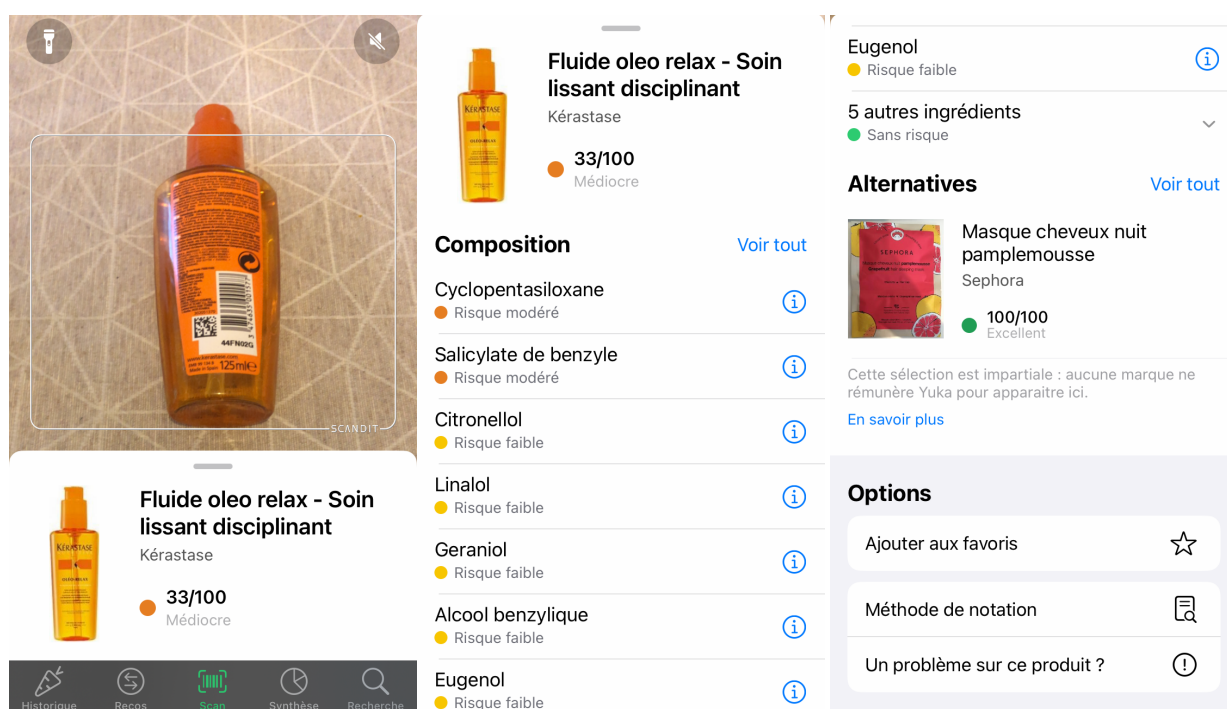 44FN02G
www.kerastase.com
125ml e
SCANDIT
Fluide oleo relax - Soin
lissant disciplinant
Kérastase
33/100
Médiocre
KÉRASTASE
Historique
Recos
Scan
Synthèse
Recherche
Fluide oleo relax - Soin
lissant disciplinant
Kérastase
33/100
Médiocre
KÉRASTASE
Composition
Voir tout
Cyclopentasiloxane
Risque modéré
Salicylate de benzyle
Risque modéré
Citronellol
Risque faible
Linalol
Risque faible
Geraniol
Risque faible
Alcool benzylique
Risque faible
Eugenol
Risque faible
Eugenol
Risque faible
5 autres ingrédients
Sans risque
Alternatives
Voir tout
SEPHORA
Masque cheveux nuit
pamplemousse
Sephora
100/100
Excellent
Cette sélection est impartiale : aucune marque ne
rémunère Yuka pour apparaitre ici.
En savoir plus
Options
Ajouter aux favoris
Méthode de notation
Un problème sur ce produit ?